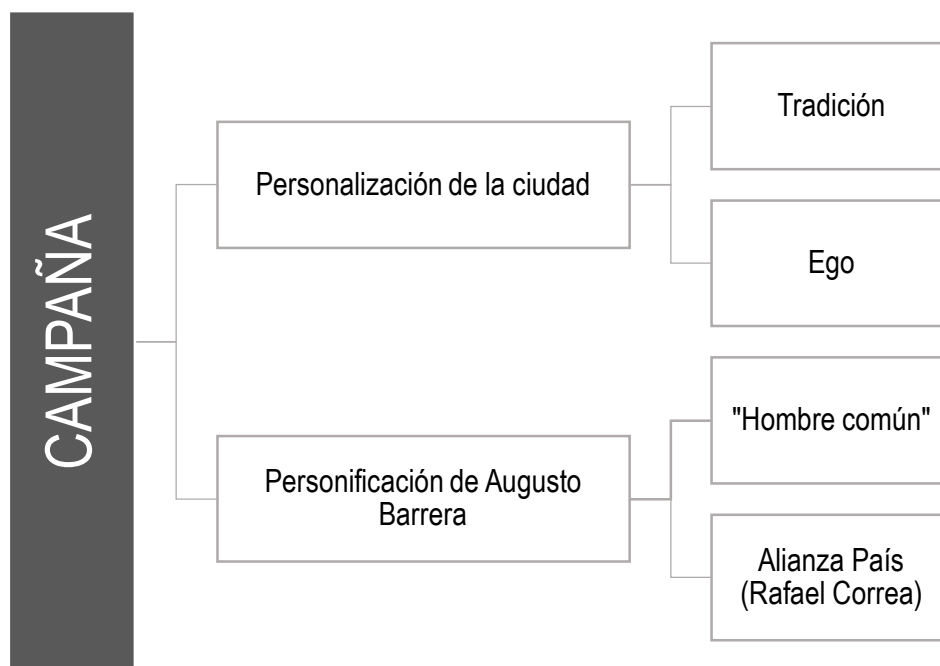 CAMPAÑA
Personalización de la ciudad
Tradición
Ego
Personificación de Augusto
Barrera
"Hombre común"
Alianza País
(Rafael Correa)